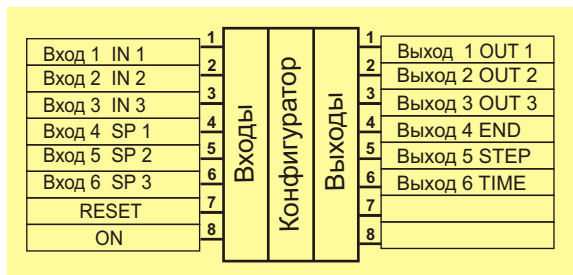 1
Вход 1 IN 1
2
Вход 2 IN 2
3
Вход 3 IN 3
4
Вход 4 SP 1
5
Вход 5 SP 2
6
Вход 6 SP 3
7
RESET
8
ON
Входы
Конфигуратор
Выходы
1
Выход 1 OUT 1
2
Выход 2 OUT 2
3
Выход 3 OUT 3
4
Выход 4 END
5
Выход 5 STEP
6
Выход 6 TIME
7
8